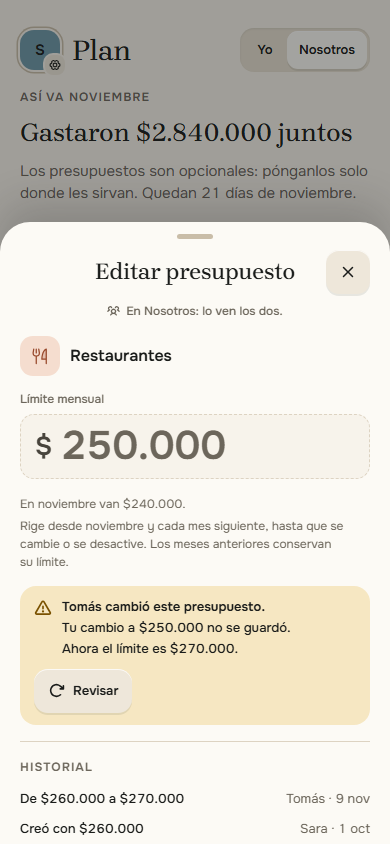 S
Plan
Yo
Nosotros
ASÍ VA NOVIEMBRE
Gastaron $2.840.000 juntos
Los presupuestos son opcionales: pónganlos solo
donde les sirvan. Quedan 21 días de noviembre.
Editar presupuesto
En Nosotros: lo ven los dos.
Restaurantes
Límite mensual
$ 250.000
En noviembre van $240.000.
Rige desde noviembre y cada mes siguiente, hasta que se
cambie o se desactive. Los meses anteriores conservan
su límite.
Tomás cambió este presupuesto.
Tu cambio a $250.000 no se guardó.
Ahora el límite es $270.000.
Revisar
HISTORIAL
De $260.000 a $270.000
Tomás · 9 nov
Creó con $260.000
Sara · 1 oct